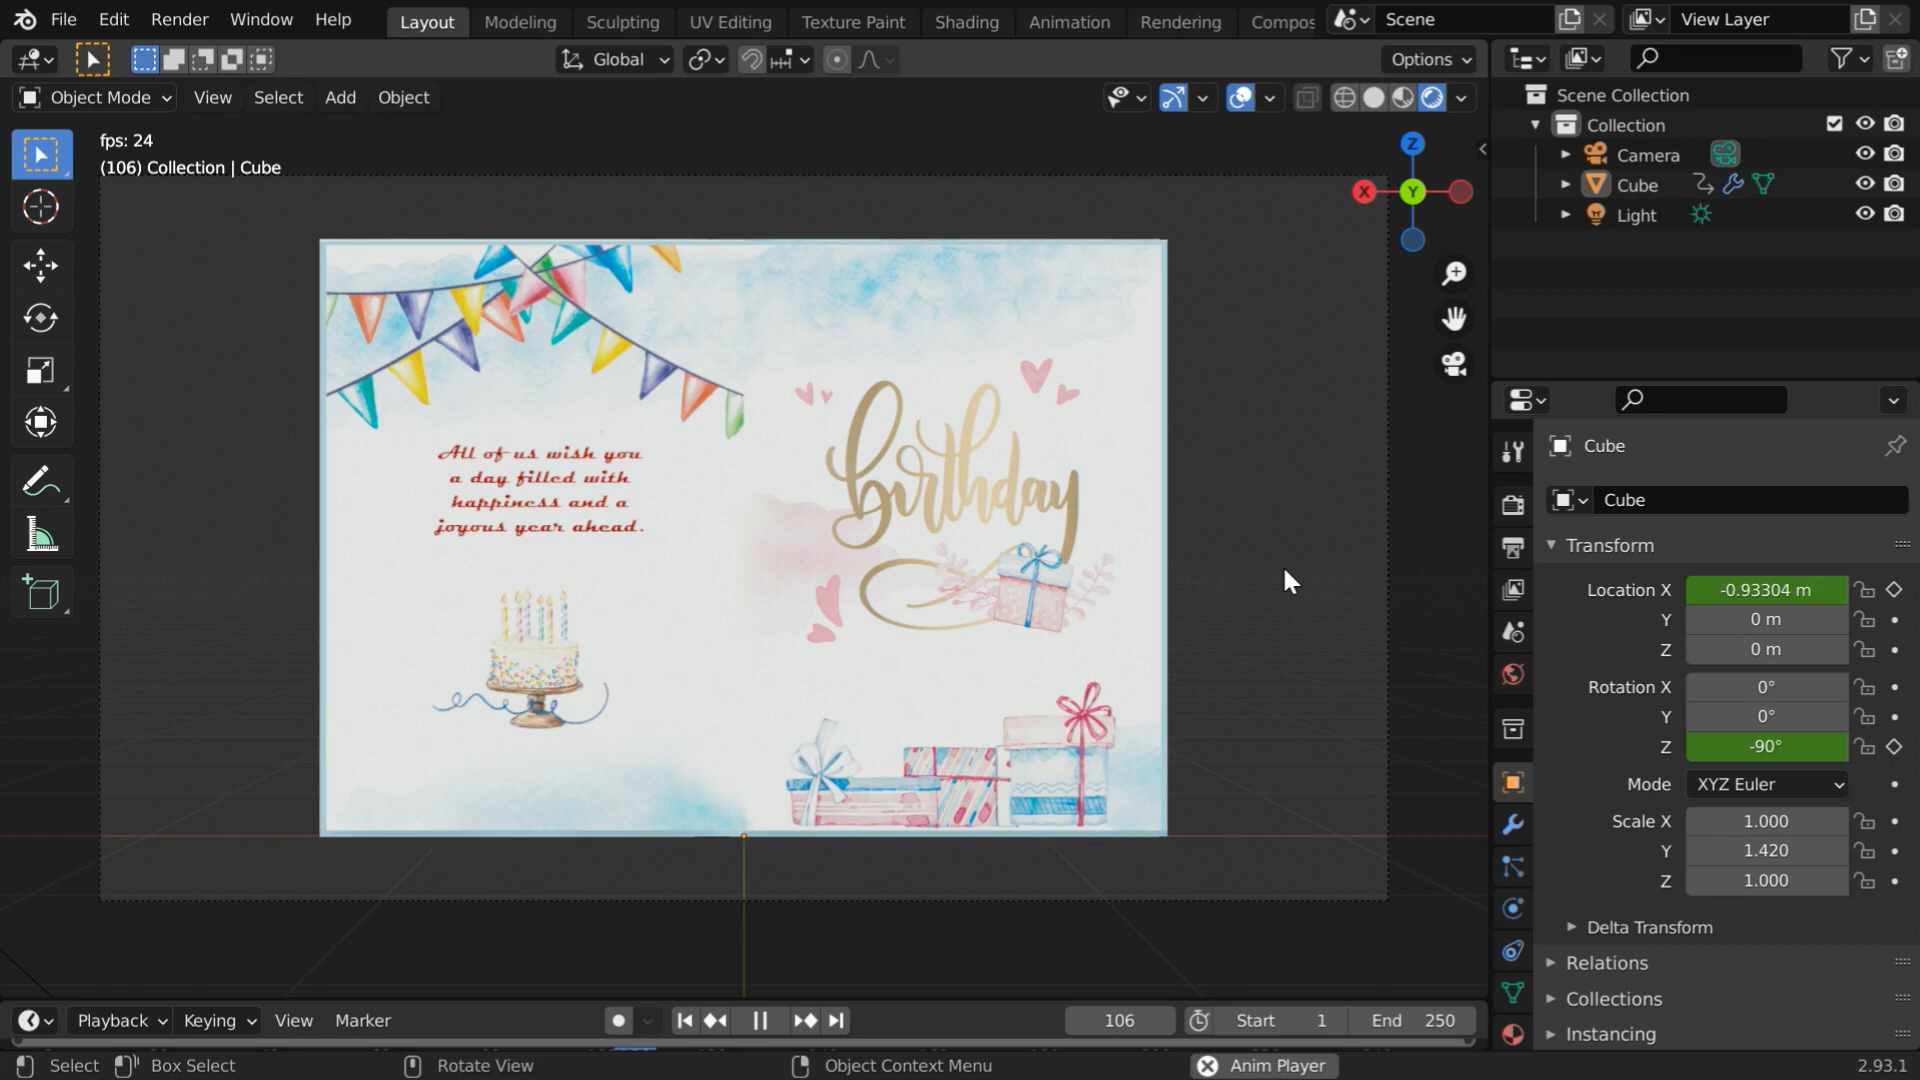 File Edit Render Window Help
Layout Modeling Sculpting UV Editing Texture Paint Shading Animation Rendering Compos
Scene
View Layer
Global
Options
Object Mode View Select Add Object
fps: 24
(106) Collection | Cube
Z
X
Y
Scene Collection
Collection
Camera
Cube
Light
All of us wish you
a day filled with
happiness and a
joyous year ahead.
birthday
Cube
Cube
Transform
Location X -0.93304 m
Y 0 m
Z 0 m
Rotation X 0°
Y 0°
Z -90°
Mode XYZ Euler
Scale X 1.000
Y 1.420
Z 1.000
Delta Transform
Relations
Collections
Instancing
Playback Keying View Marker
106
Start 1
End 250
Select Box Select Rotate View Object Context Menu Anim Player 2.93.1